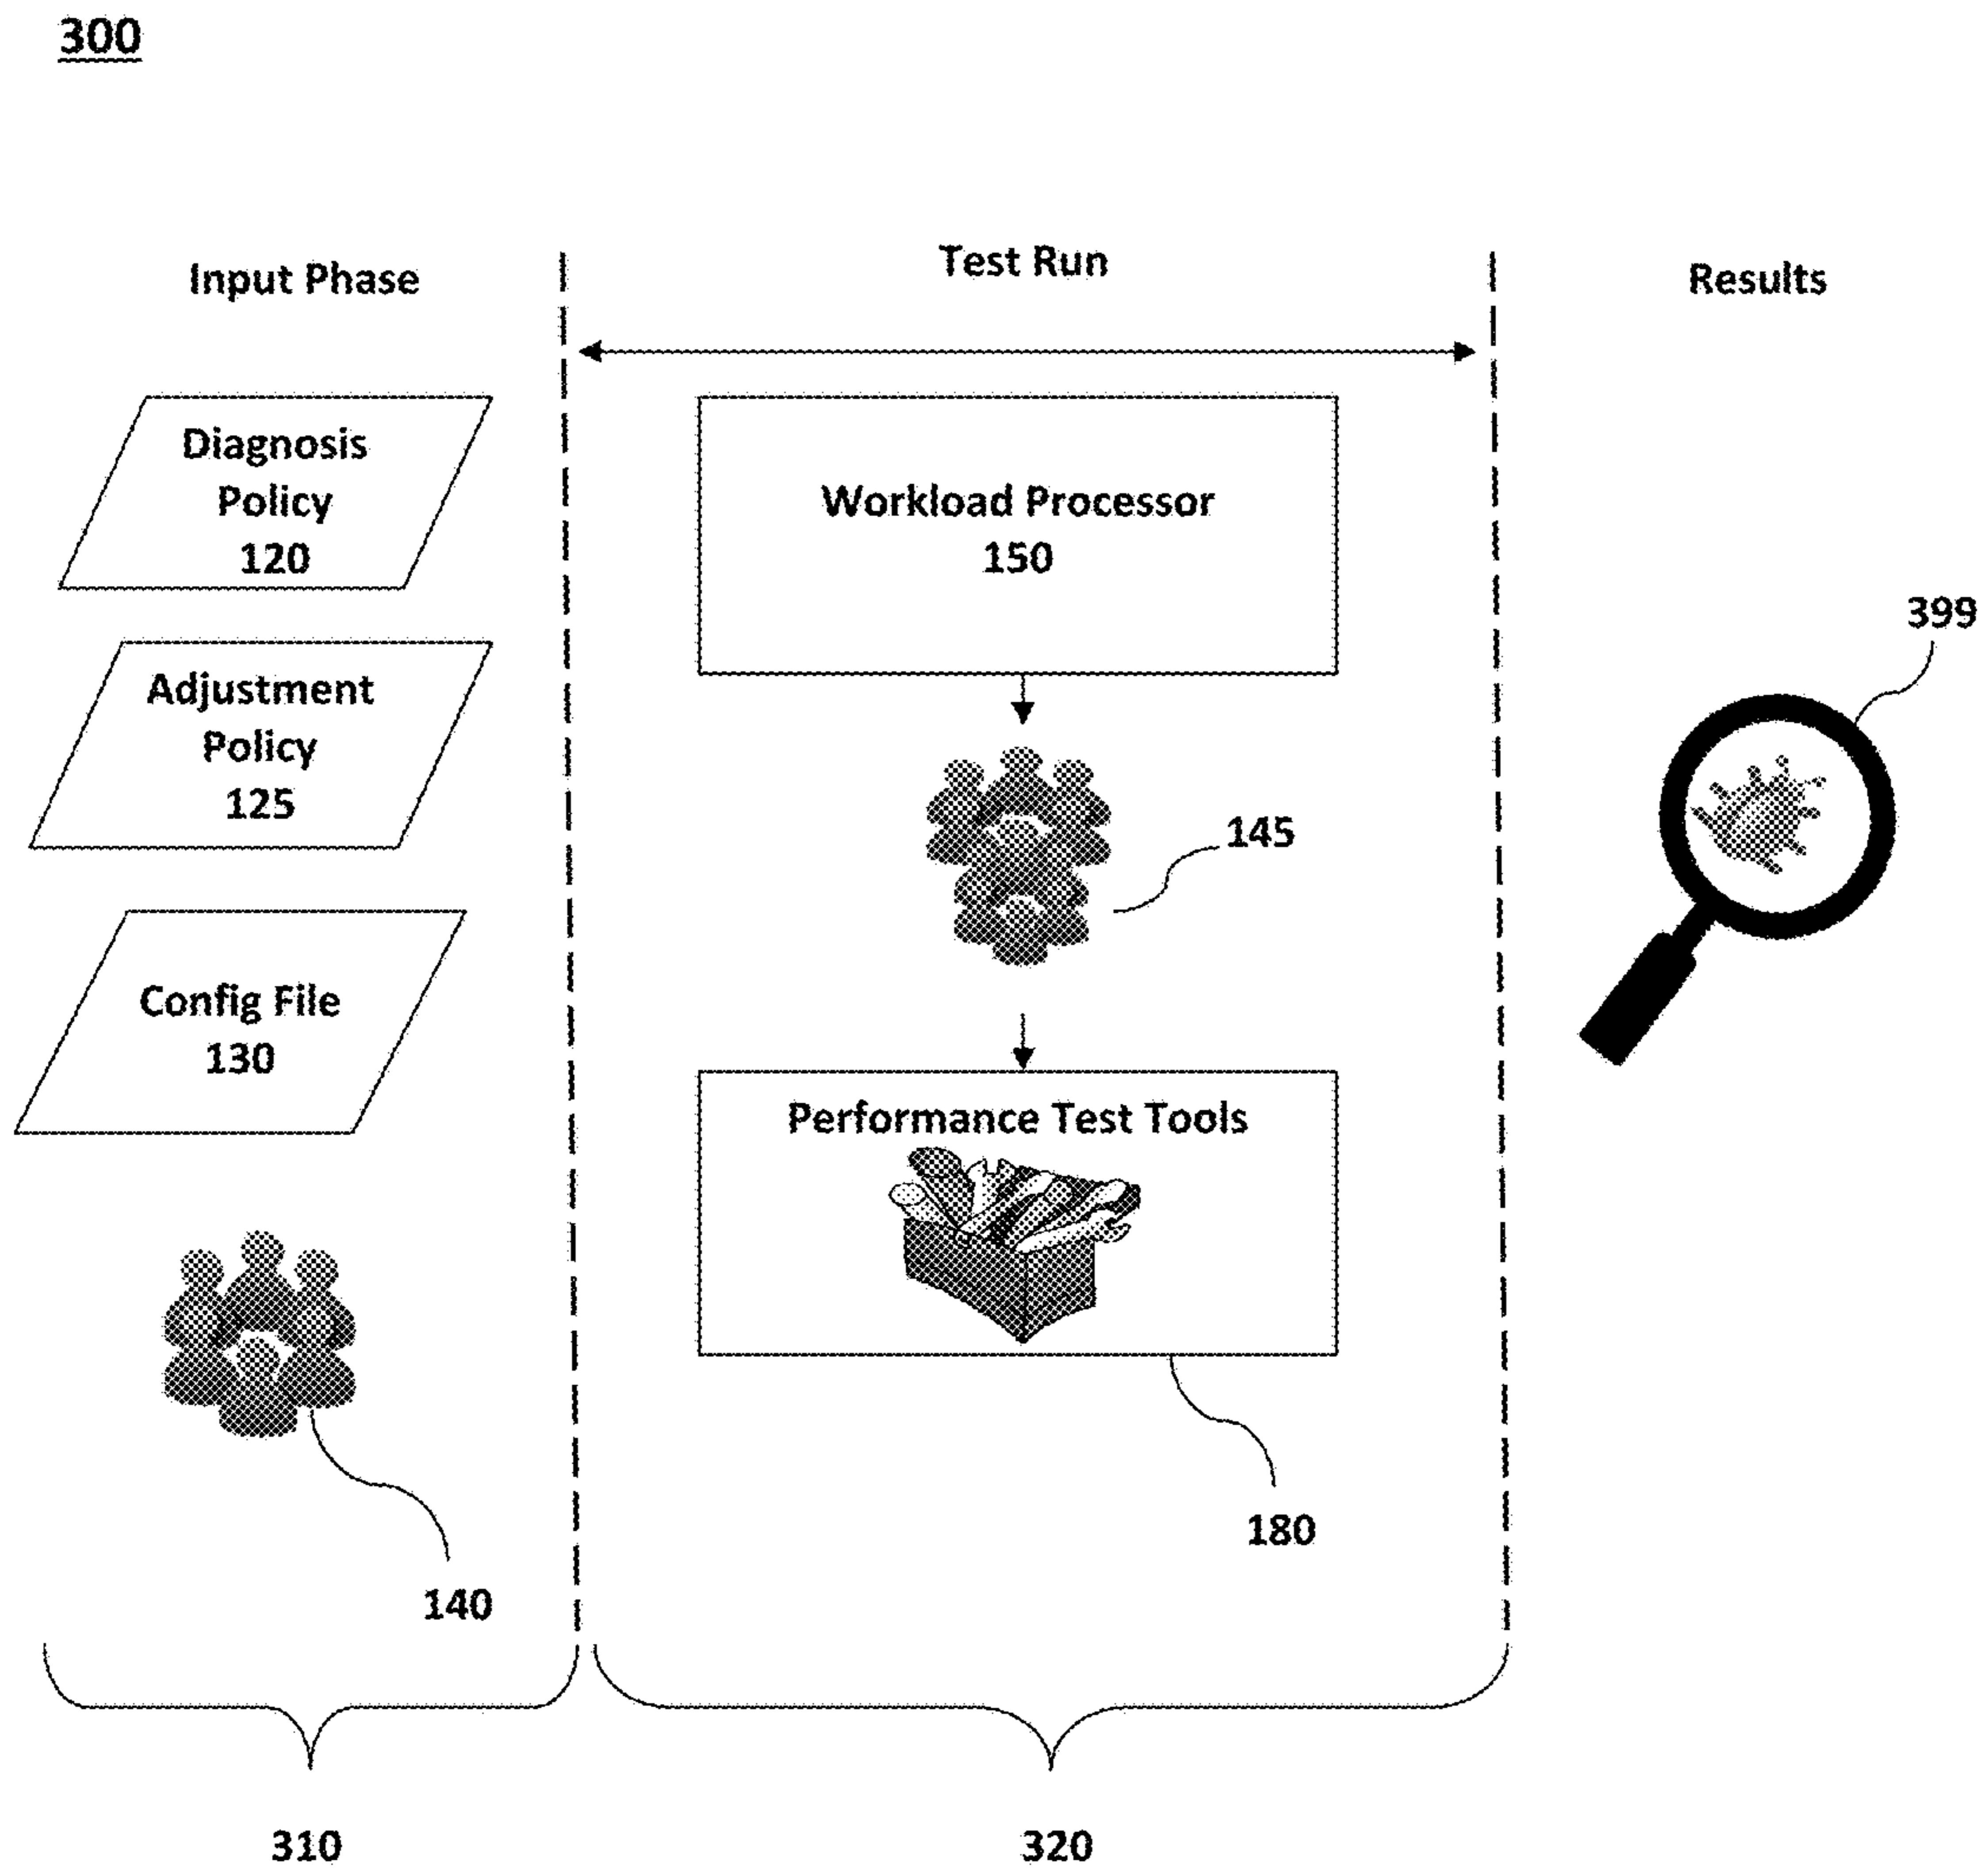 300
Input Phase
Test Run
Results
Diagnosis
Policy
120
Adjustment
Policy
125
Config File
130
140
Workload Processor
150
145
Performance Test Tools
180
399
310
320